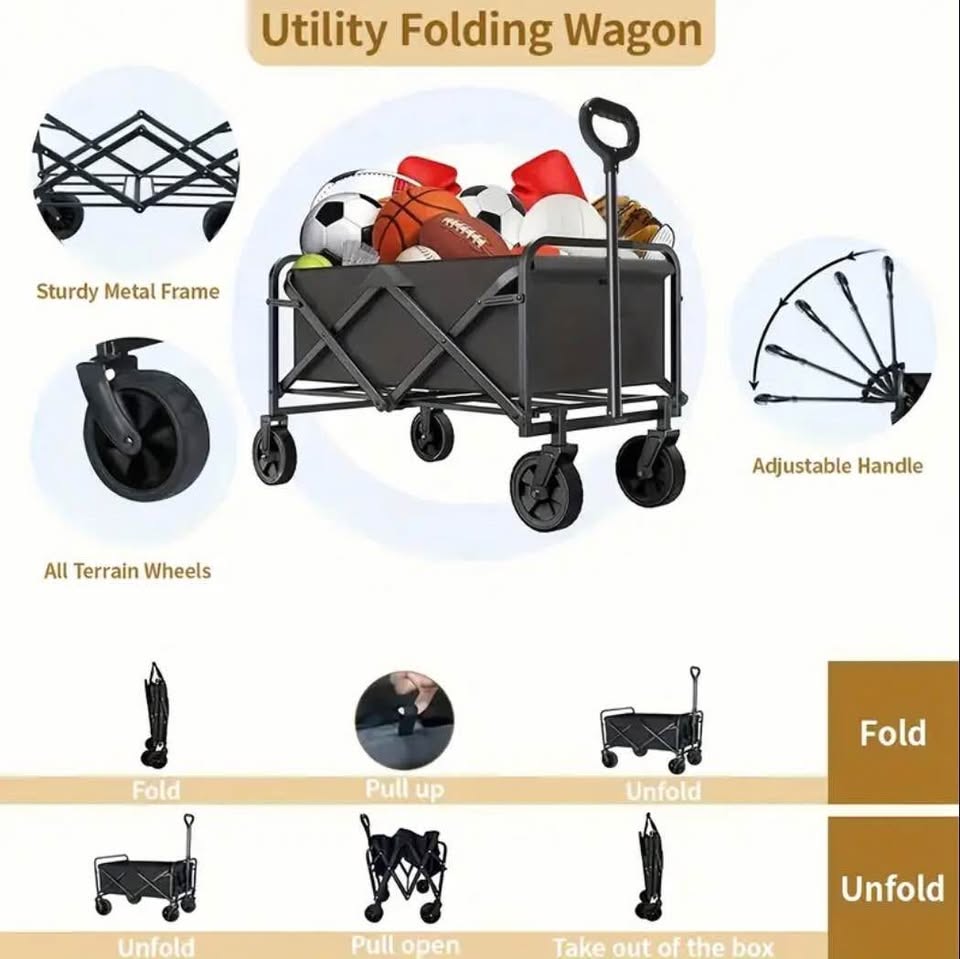 Utility Folding Wagon
Sturdy Metal Frame
All Terrain Wheels
Adjustable Handle
Fold
Pull up
Unfold
Fold
Unfold
Pull open
Take out of the box
Unfold